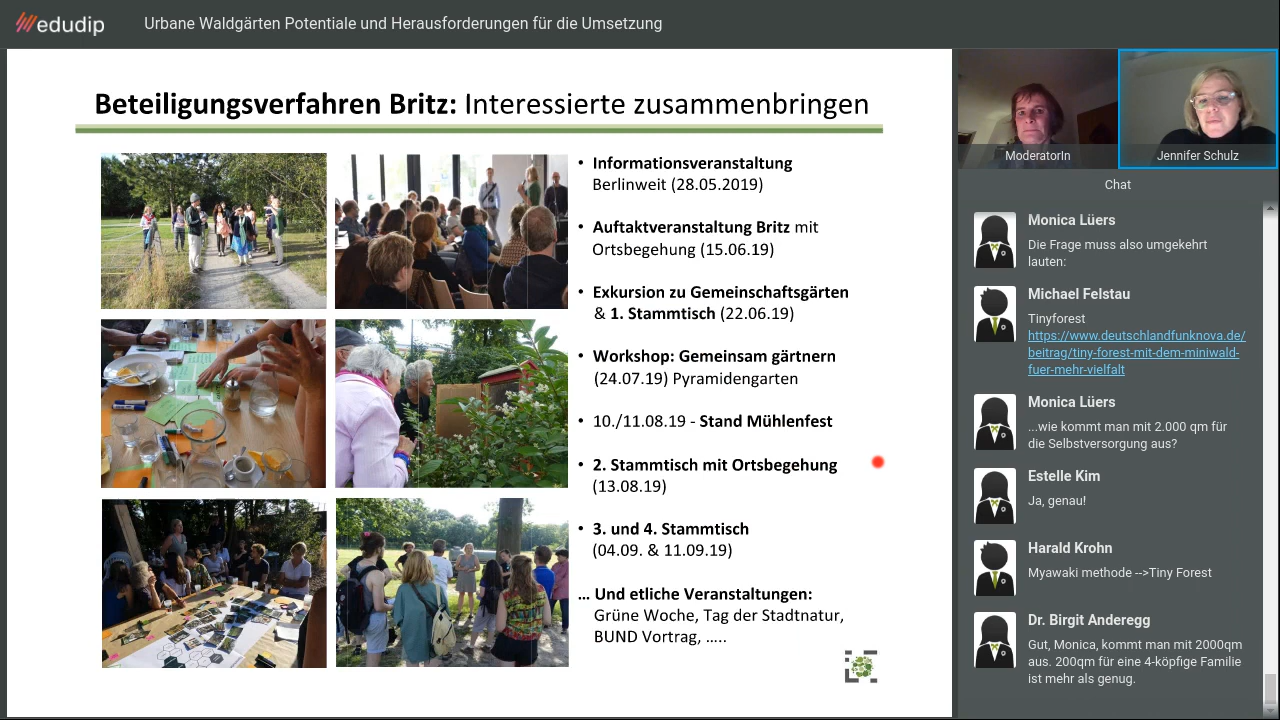 edudip
Urbane Waldgärten Potentiale und Herausforderungen für die Umsetzung
Beteiligungsverfahren Britz: Interessierte zusammenbringen
• Informationsveranstaltung
Berlinweit (28.05.2019)
• Auftaktveranstaltung Britz mit
Ortsbegehung (15.06.19)
• Exkursion zu Gemeinschaftsgärten
& 1. Stammtisch (22.06.19)
• Workshop: Gemeinsam gärtnern
(24.07.19) Pyramidengarten
• 10./11.08.19 - Stand Mühlenfest
• 2. Stammtisch mit Ortsbegehung
(13.08.19)
• 3. und 4. Stammtisch
(04.09. & 11.09.19)
... Und etliche Veranstaltungen:
Grüne Woche, Tag der Stadtnatur,
BUND Vortrag, .....
ModeratorIn
Jennifer Schulz
Chat
Monica Lüers
Die Frage muss also umgekehrt
lauten:
Michael Felstau
Tinyforest
https://www.deutschlandfunknova.de/
beitrag/tiny-forest-mit-dem-miniwald-
fuer-mehr-vielfalt
Monica Lüers
...wie kommt man mit 2.000 qm für
die Selbstversorgung aus?
Estelle Kim
Ja, genau!
Harald Krohn
Myawaki methode -->Tiny Forest
Dr. Birgit Anderegg
Gut, Monica, kommt man mit 2000qm
aus. 200qm für eine 4-köpfige Familie
ist mehr als genug.